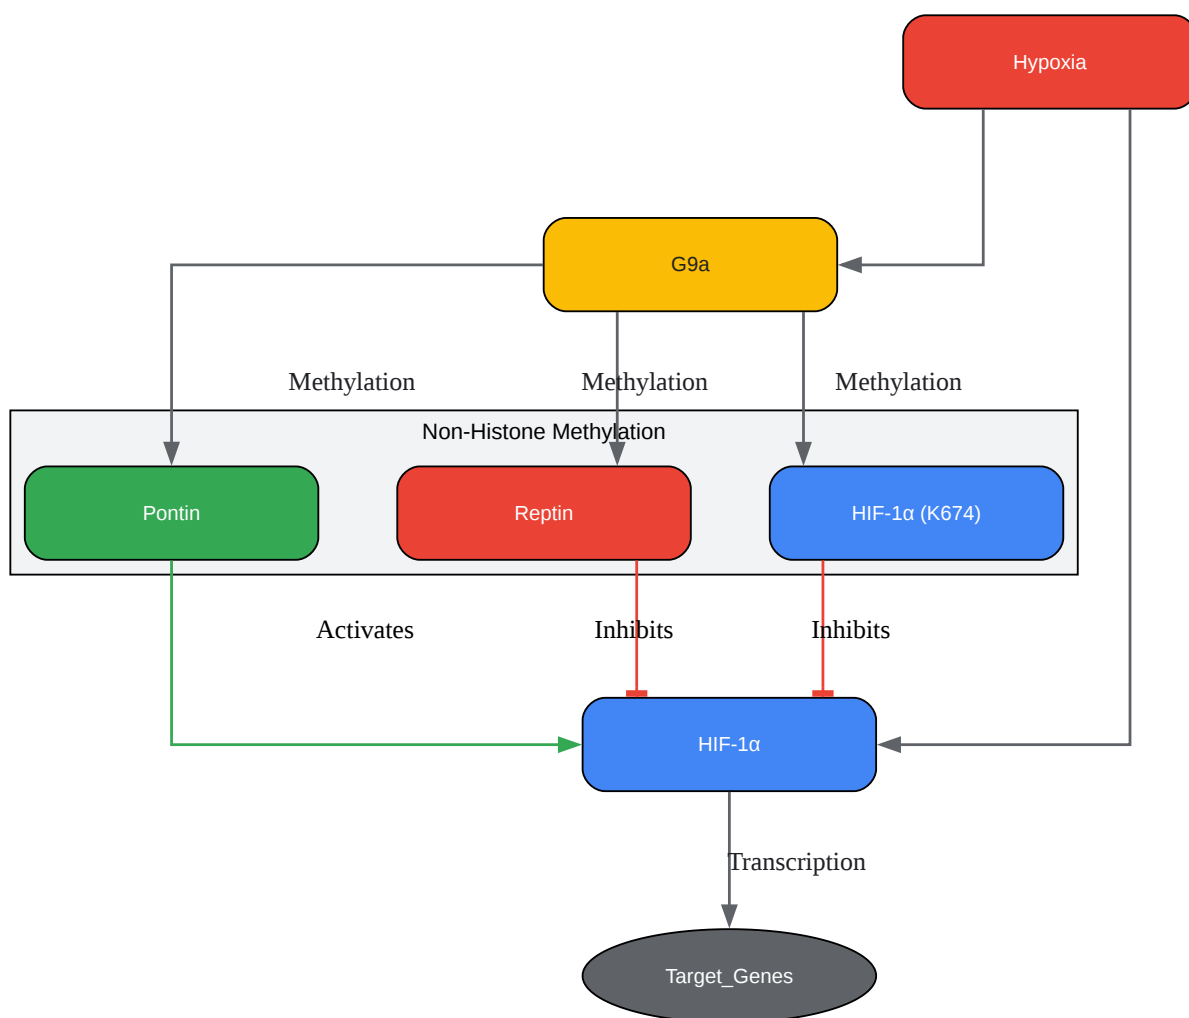 Hypoxia
G9a
Methylation
Methylation
Methylation
Non-Histone Methylation
Pontin
Reptin
HIF-1α (K674)
Activates
Inhibits
Inhibits
HIF-1α
Transcription
Target_Genes